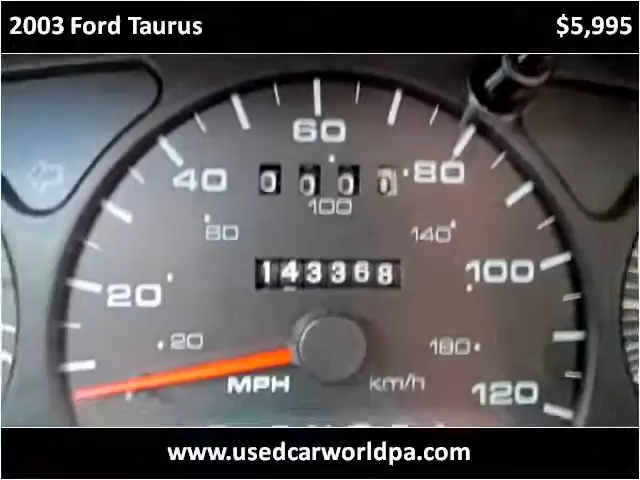 2003 Ford Taurus $5,995
60
40 0 0 0 0 80
100
80 140
143368
20 100
20 180
MPH km/h 120
www.usedcarworldpa.com